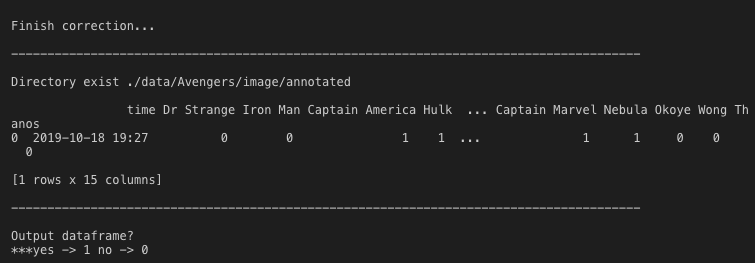 Finish correction...
----------------------------------------------------------------------------------------
Directory exist ./data/Avengers/image/annotated
time Dr Strange Iron Man Captain America Hulk ... Captain Marvel Nebula Okoye Wong Th
anos
0 2019-10-18 19:27 0 0 1 1 ... 1 1 0 0
0
[1 rows x 15 columns]
----------------------------------------------------------------------------------------
Output dataframe?
***yes -> 1 no -> 0